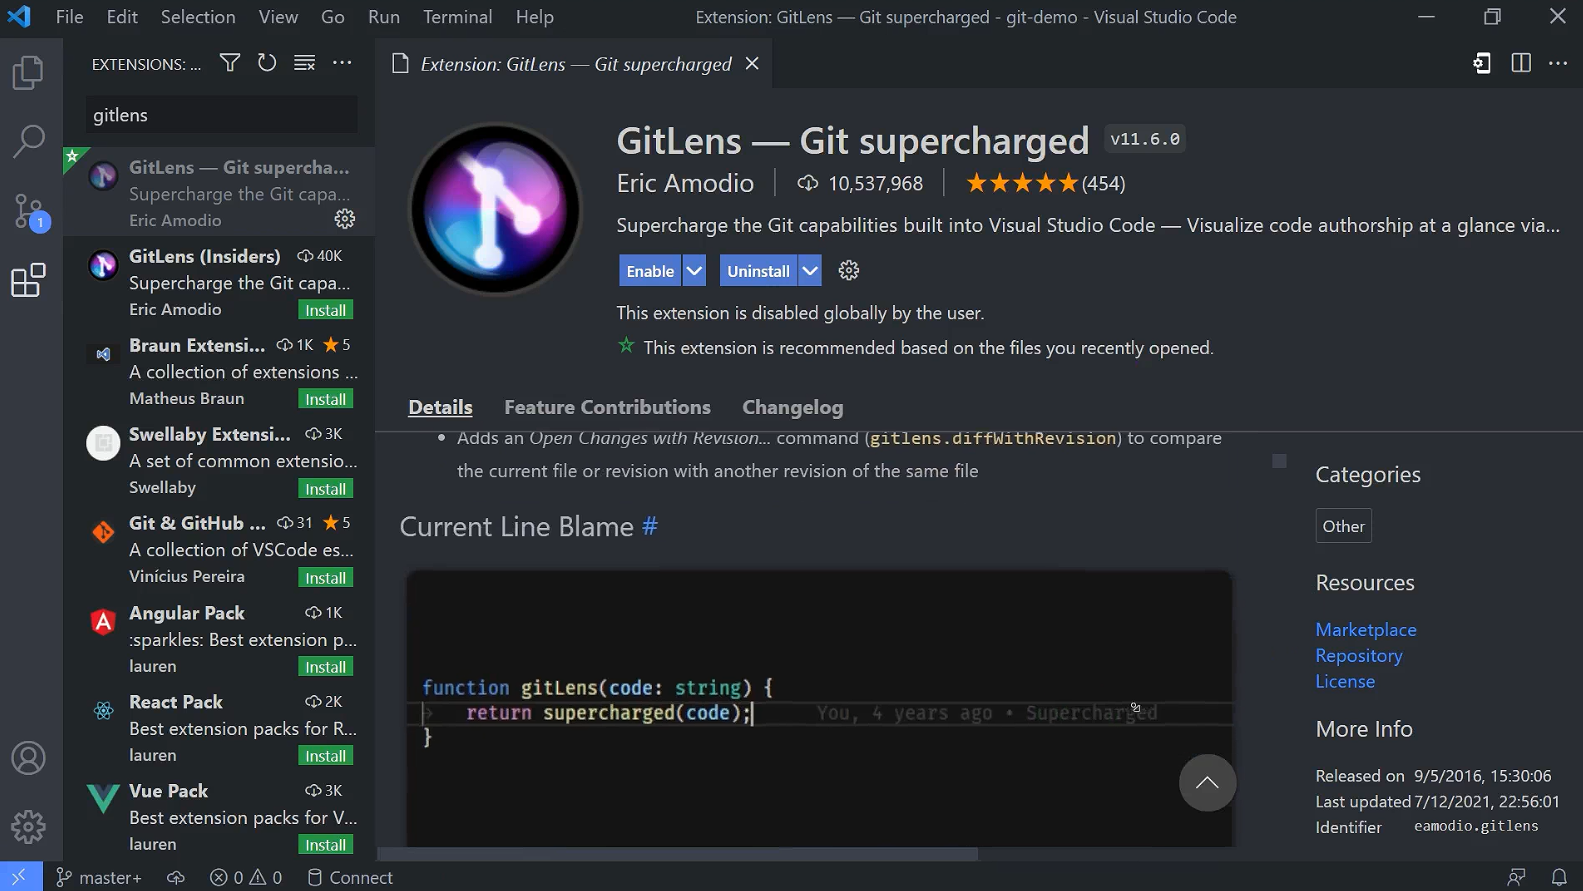 File Edit Selection View Go Run Terminal Help Extension: GitLens — Git supercharged - git-demo - Visual Studio Code
EXTENSIONS: ...
gitlens
GitLens — Git supercha...
Supercharge the Git capa...
Eric Amodio
GitLens (Insiders) 40K
Supercharge the Git capa...
Eric Amodio Install
Braun Extensi... 1K 5
A collection of extensions ...
Matheus Braun Install
Swellaby Extensi... 3K
A set of common extensio...
Swellaby Install
Git & GitHub ... 31 5
A collection of VSCode es...
Vinícius Pereira Install
Angular Pack 1K
:sparkles: Best extension p...
lauren Install
React Pack 2K
Best extension packs for R...
lauren Install
Vue Pack 3K
Best extension packs for V...
lauren Install
1
Extension: GitLens — Git supercharged
GitLens — Git supercharged v11.6.0
Eric Amodio 10,537,968 (454)
Supercharge the Git capabilities built into Visual Studio Code — Visualize code authorship at a glance via...
Enable Uninstall
This extension is disabled globally by the user.
This extension is recommended based on the files you recently opened.
Details Feature Contributions Changelog
• Adds an Open Changes with Revision... command (gitlens.diffWithRevision) to compare
the current file or revision with another revision of the same file
Current Line Blame #
function gitLens(code: string) {
return supercharged(code); You, 4 years ago • Supercharged
}
Categories
Other
Resources
Marketplace
Repository
License
More Info
Released on 9/5/2016, 15:30:06
Last updated 7/12/2021, 22:56:01
Identifier eamodio.gitlens
master+ 0 0 Connect